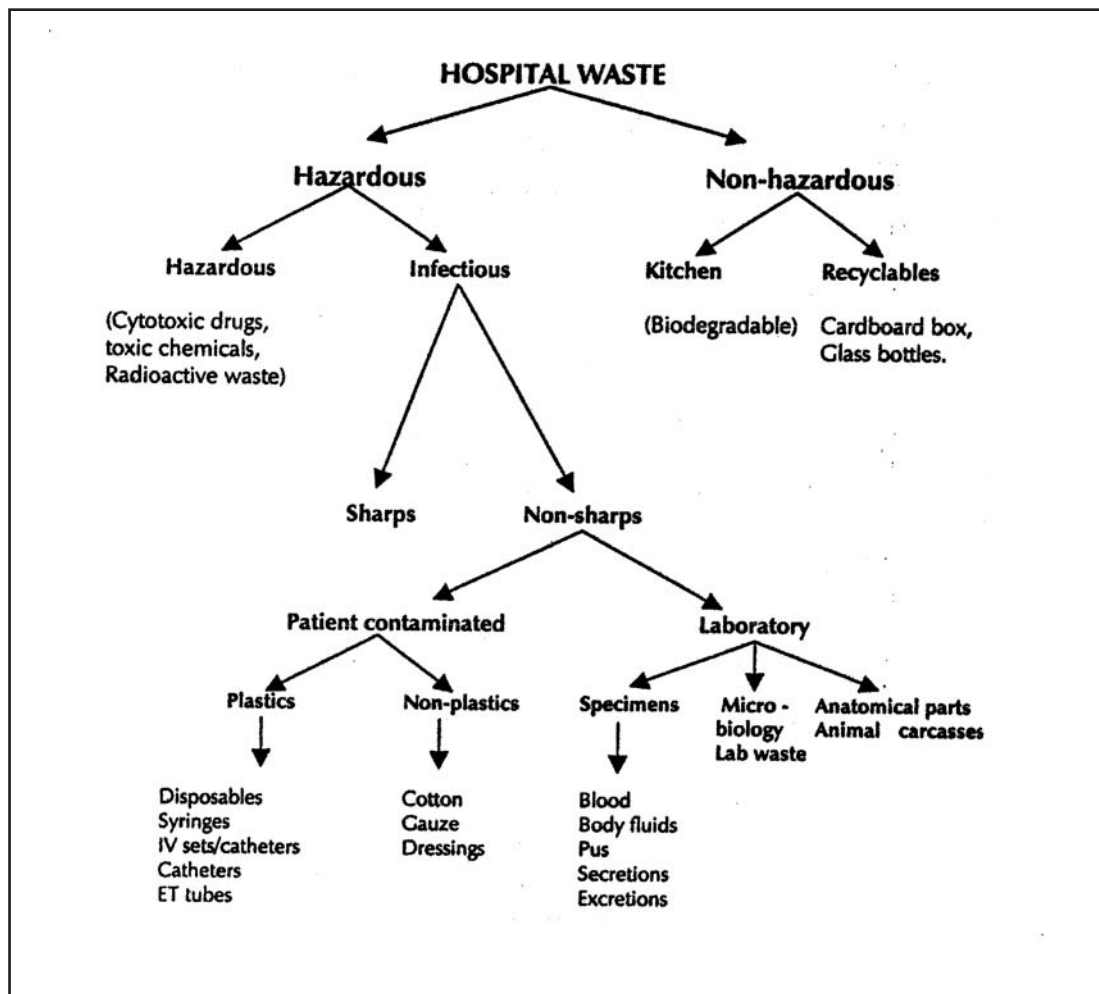 HOSPITAL WASTE
Hazardous
Non-hazardous
Hazardous
Infectious
Kitchen
Recyclables
(Cytotoxic drugs,
toxic chemicals,
Radioactive waste)
(Biodegradable)
Cardboard box,
Glass bottles.
Sharps
Non-sharps
Patient contaminated
Laboratory
Plastics
Non-plastics
Specimens
Micro -
biology
Lab waste
Anatomical parts
Animal carcasses
Disposables
Syringes
IV sets/catheters
Catheters
ET tubes
Cotton
Gauze
Dressings
Blood
Body fluids
Pus
Secretions
Excretions